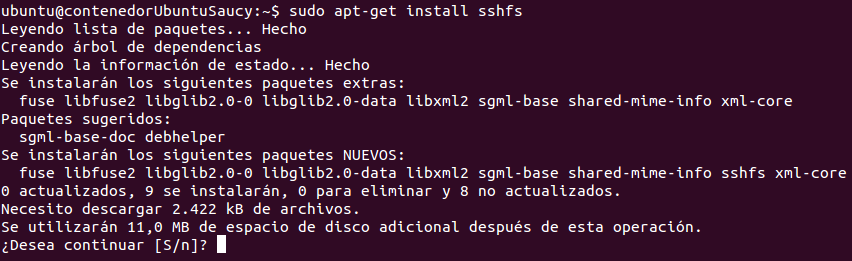 ubuntu@contenedorUbuntuSaucy:~$ sudo apt-get install sshfs
Leyendo lista de paquetes... Hecho
Creando árbol de dependencias
Leyendo la información de estado... Hecho
Se instalarán los siguientes paquetes extras:
  fuse libfuse2 libglib2.0-0 libglib2.0-data libxml2 sgml-base shared-mime-info xml-core
Paquetes sugeridos:
  sgml-base-doc debhelper
Se instalarán los siguientes paquetes NUEVOS:
  fuse libfuse2 libglib2.0-0 libglib2.0-data libxml2 sgml-base shared-mime-info sshfs xml-core
0 actualizados, 9 se instalarán, 0 para eliminar y 8 no actualizados.
Necesito descargar 2.422 kB de archivos.
Se utilizarán 11,0 MB de espacio de disco adicional después de esta operación.
¿Desea continuar [S/n]?